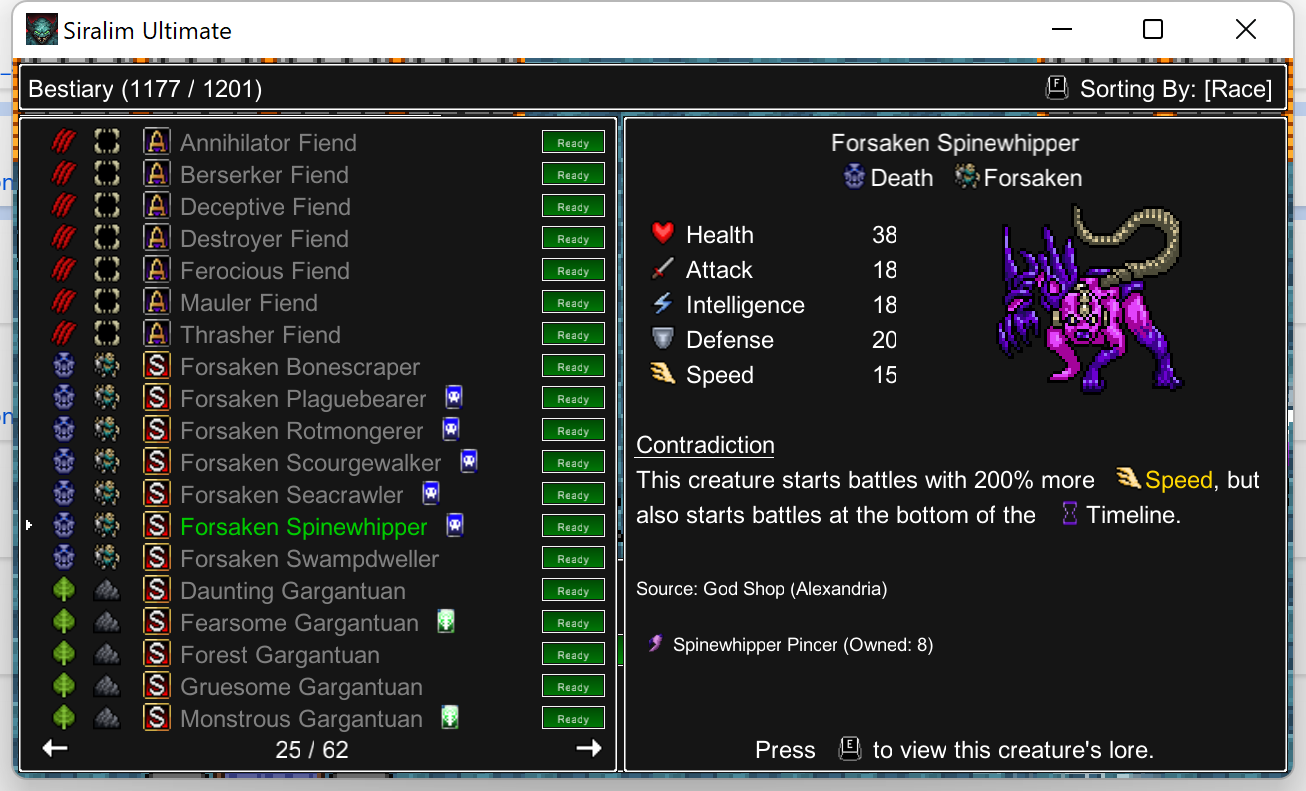 Siralim Ultimate
Bestiary (1177 / 1201)
F Sorting By: [Race]
A Annihilator Fiend Ready
A Berserker Fiend Ready
A Deceptive Fiend Ready
A Destroyer Fiend Ready
A Ferocious Fiend Ready
A Mauler Fiend Ready
A Thrasher Fiend Ready
S Forsaken Bonescraper Ready
S Forsaken Plaguebearer Ready
S Forsaken Rotmongerer Ready
S Forsaken Scourgewalker Ready
S Forsaken Seacrawler Ready
S Forsaken Spinewhipper Ready
S Forsaken Swampdweller Ready
S Daunting Gargantuan Ready
S Fearsome Gargantuan Ready
S Forest Gargantuan Ready
S Gruesome Gargantuan Ready
S Monstrous Gargantuan Ready
25 / 62
Forsaken Spinewhipper
Death Forsaken
Health 38
Attack 18
Intelligence 18
Defense 20
Speed 15
Contradiction
This creature starts battles with 200% more Speed, but
also starts battles at the bottom of the Timeline.
Source: God Shop (Alexandria)
Spinewhipper Pincer (Owned: 8)
Press E to view this creature's lore.